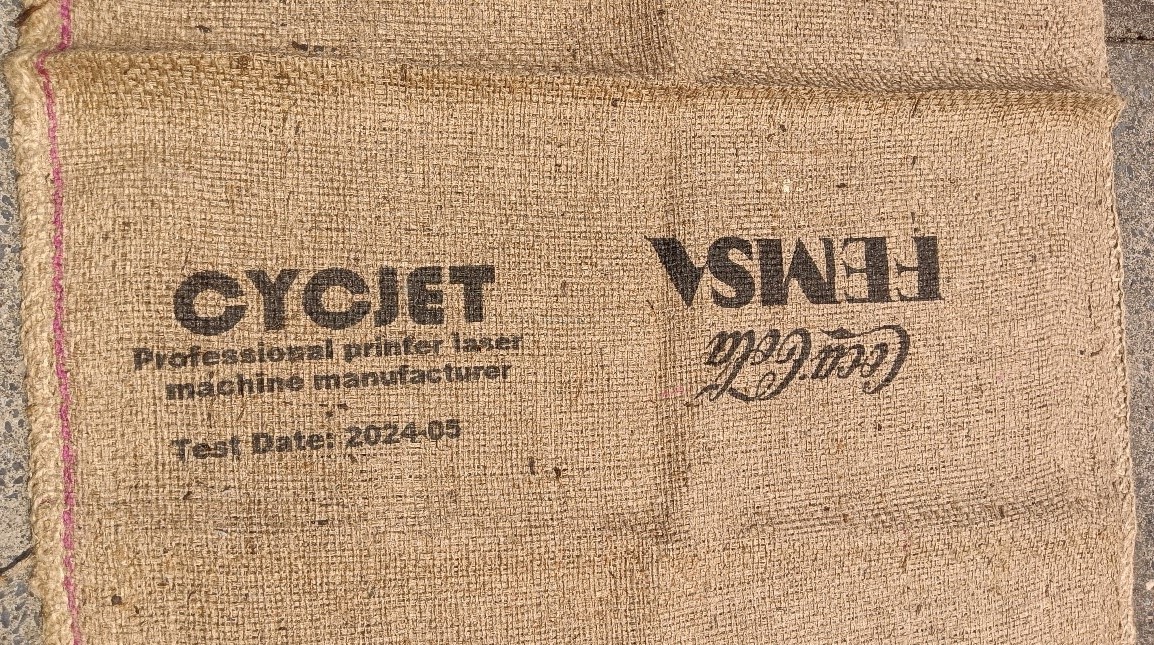 CYCJET
Professional printer laser
machine manufacturer
Test Date: 2024-05
Coca-Cola
FEMSA